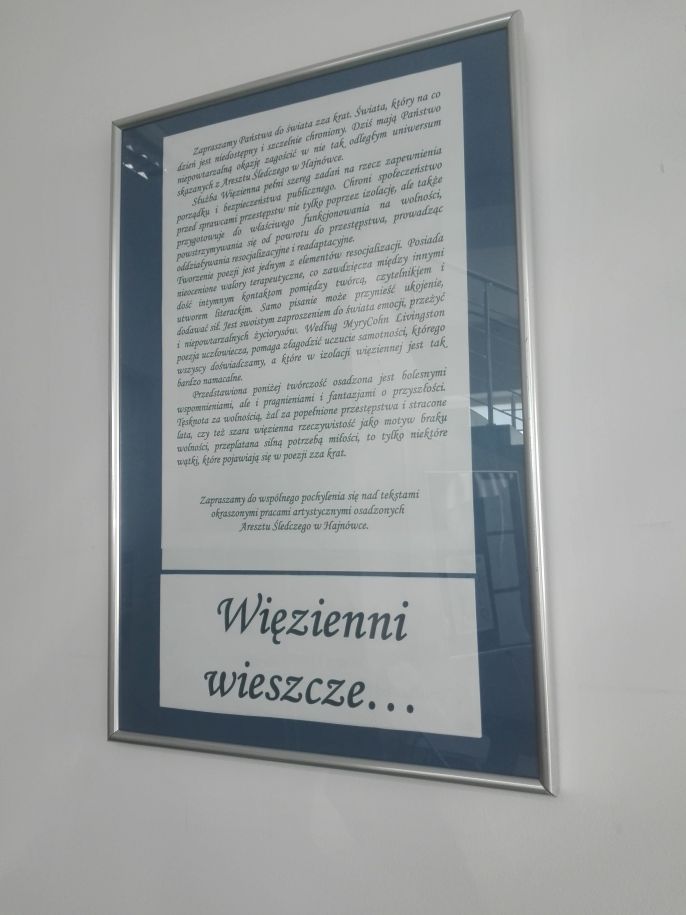 Zapraszamy Państwa do świata zza krat. Świata, który na co
dzień jest niedostępny i szczelnie chroniony. Dziś mają Państwo
niepowtarzalną okazję zagościć w nie tak odległym uniwersum
skazanych z Aresztu Śledczego w Hajnówce.
Służba Więzienna pełni szereg zadań na rzecz zapewnienia
porządku i bezpieczeństwa publicznego. Chroni społeczeństwo
przed sprawcami przestępstw nie tylko poprzez izolację, ale także
przygotowuje do właściwego funkcjonowania na wolności,
powstrzymywania się od powrotu do przestępstwa, prowadząc
oddziaływania resocjalizacyjne i readaptacyjne.
Tworzenie poezji jest jednym z elementów resocjalizacji. Posiada
nieocenione walory terapeutyczne, co zawdzięcza między innymi
dość intymnym kontaktom pomiędzy twórcą, czytelnikiem i
utworem literackim. Samo pisanie może przynieść ukojenie,
dodawać sił. Jest swoistym zaproszeniem do świata emocji, przeżyć
i niepowtarzalnych życiorysów. Według MyryCohn Livingston
poezja uczłowiecza, pomaga złagodzić uczucie samotności, którego
wszyscy doświadczamy, a które w izolacji więziennej jest tak
bardzo namacalne.
Przedstawiona poniżej twórczość osadzona jest bolesnymi
wspomnieniami, ale i pragnieniami i fantazjami o przyszłości.
Tęsknota za wolnością, żal za popełnione przestępstwa i stracone
lata, czy też szara więzienna rzeczywistość jako motyw braku
wolności, przeplatana silną potrzebą miłości, to tylko niektóre
wątki, które pojawiają się w poezji zza krat.
Zapraszamy do wspólnego pochylenia się nad tekstami
okraszonymi pracami artystycznymi osadzonych
Aresztu Śledczego w Hajnówce.
Więzienni
wieszcze...